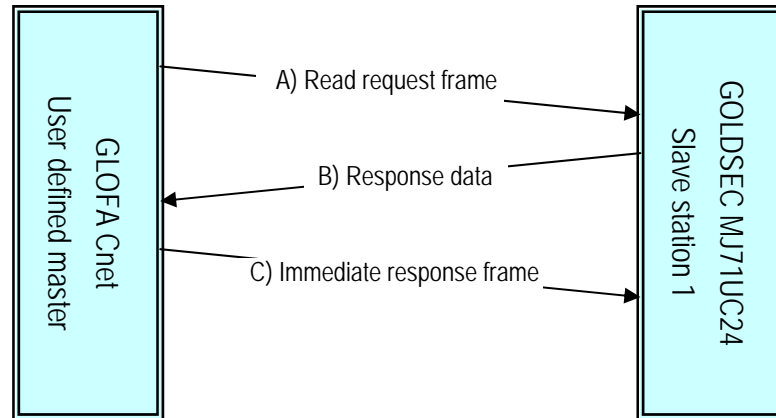 GLOFA Cnet
User defined master
A) Read request frame
B) Response data
C) Immediate response frame
GOLDSEC MJ71UC24
Slave station 1